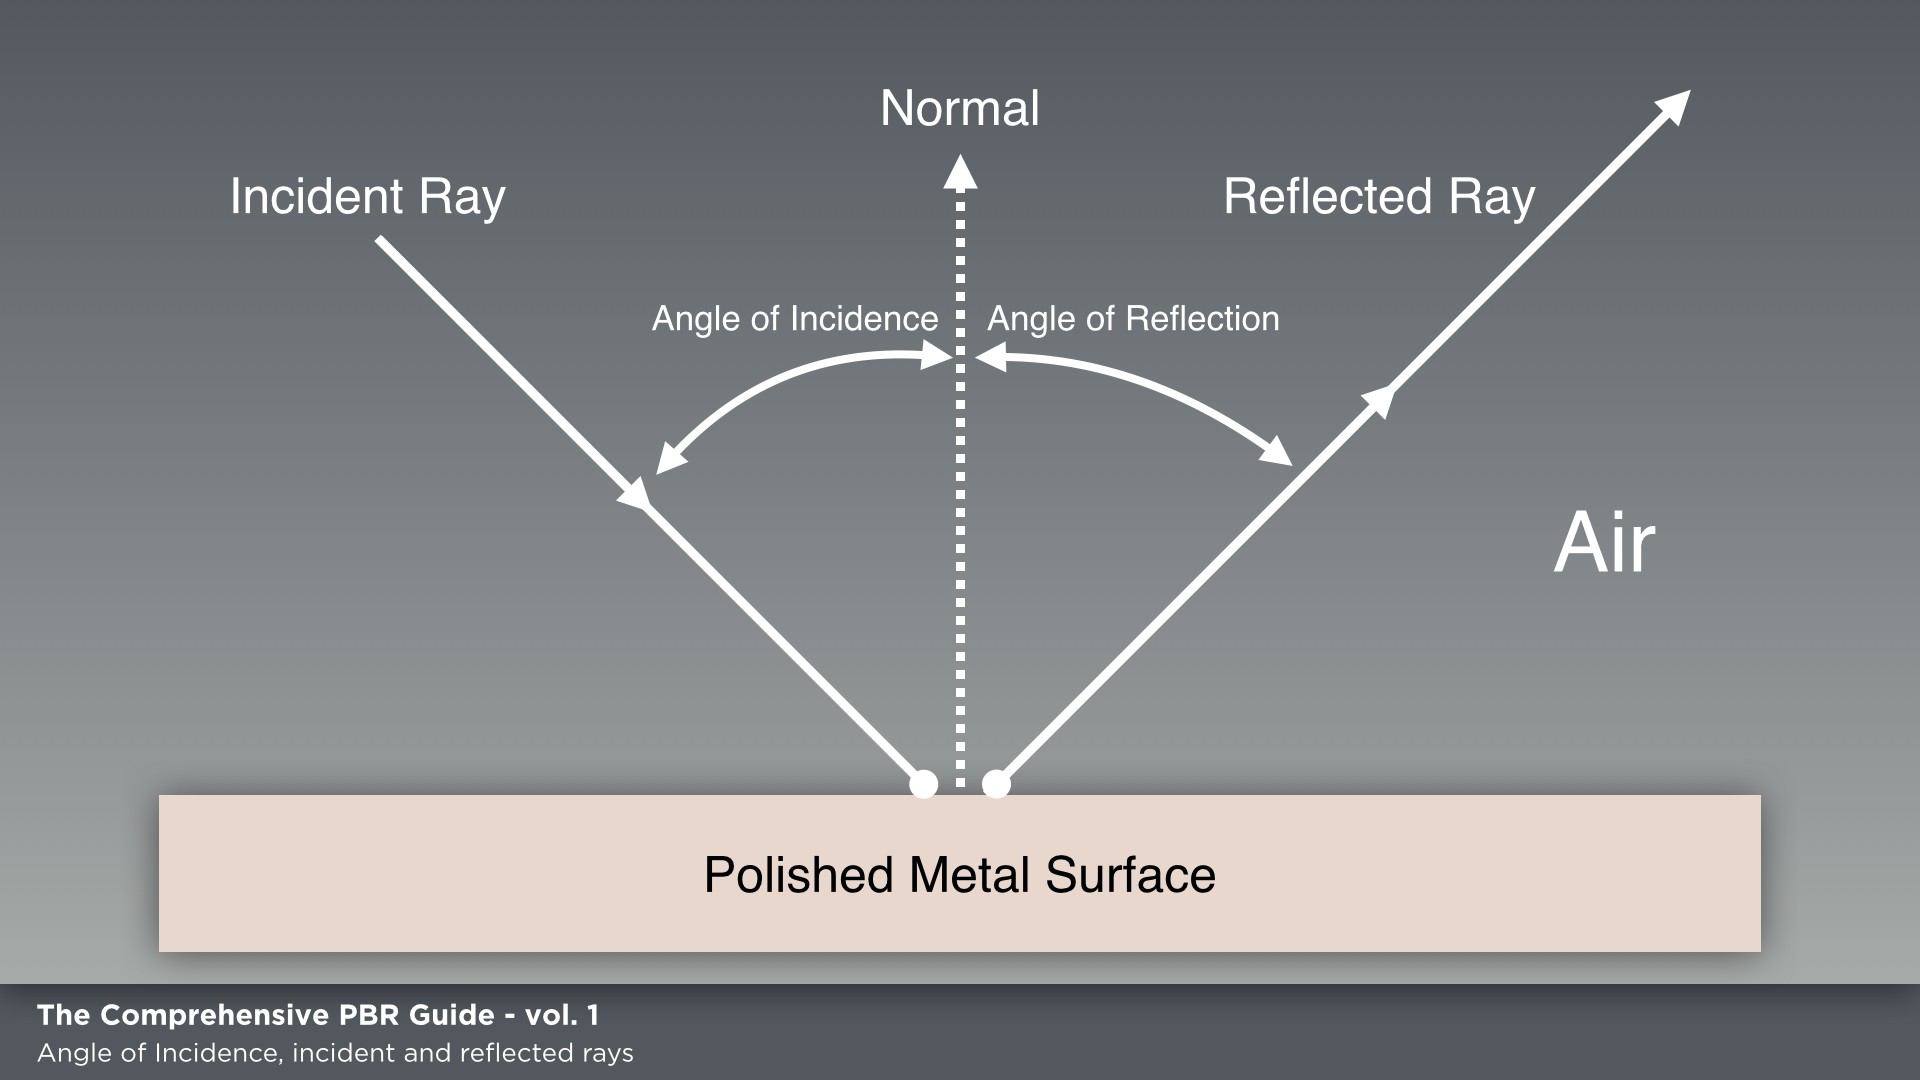 Normal
Incident Ray
Reflected Ray
Angle of Incidence
Angle of Reflection
Air
Polished Metal Surface
The Comprehensive PBR Guide - vol. 1
Angle of Incidence, incident and reflected rays